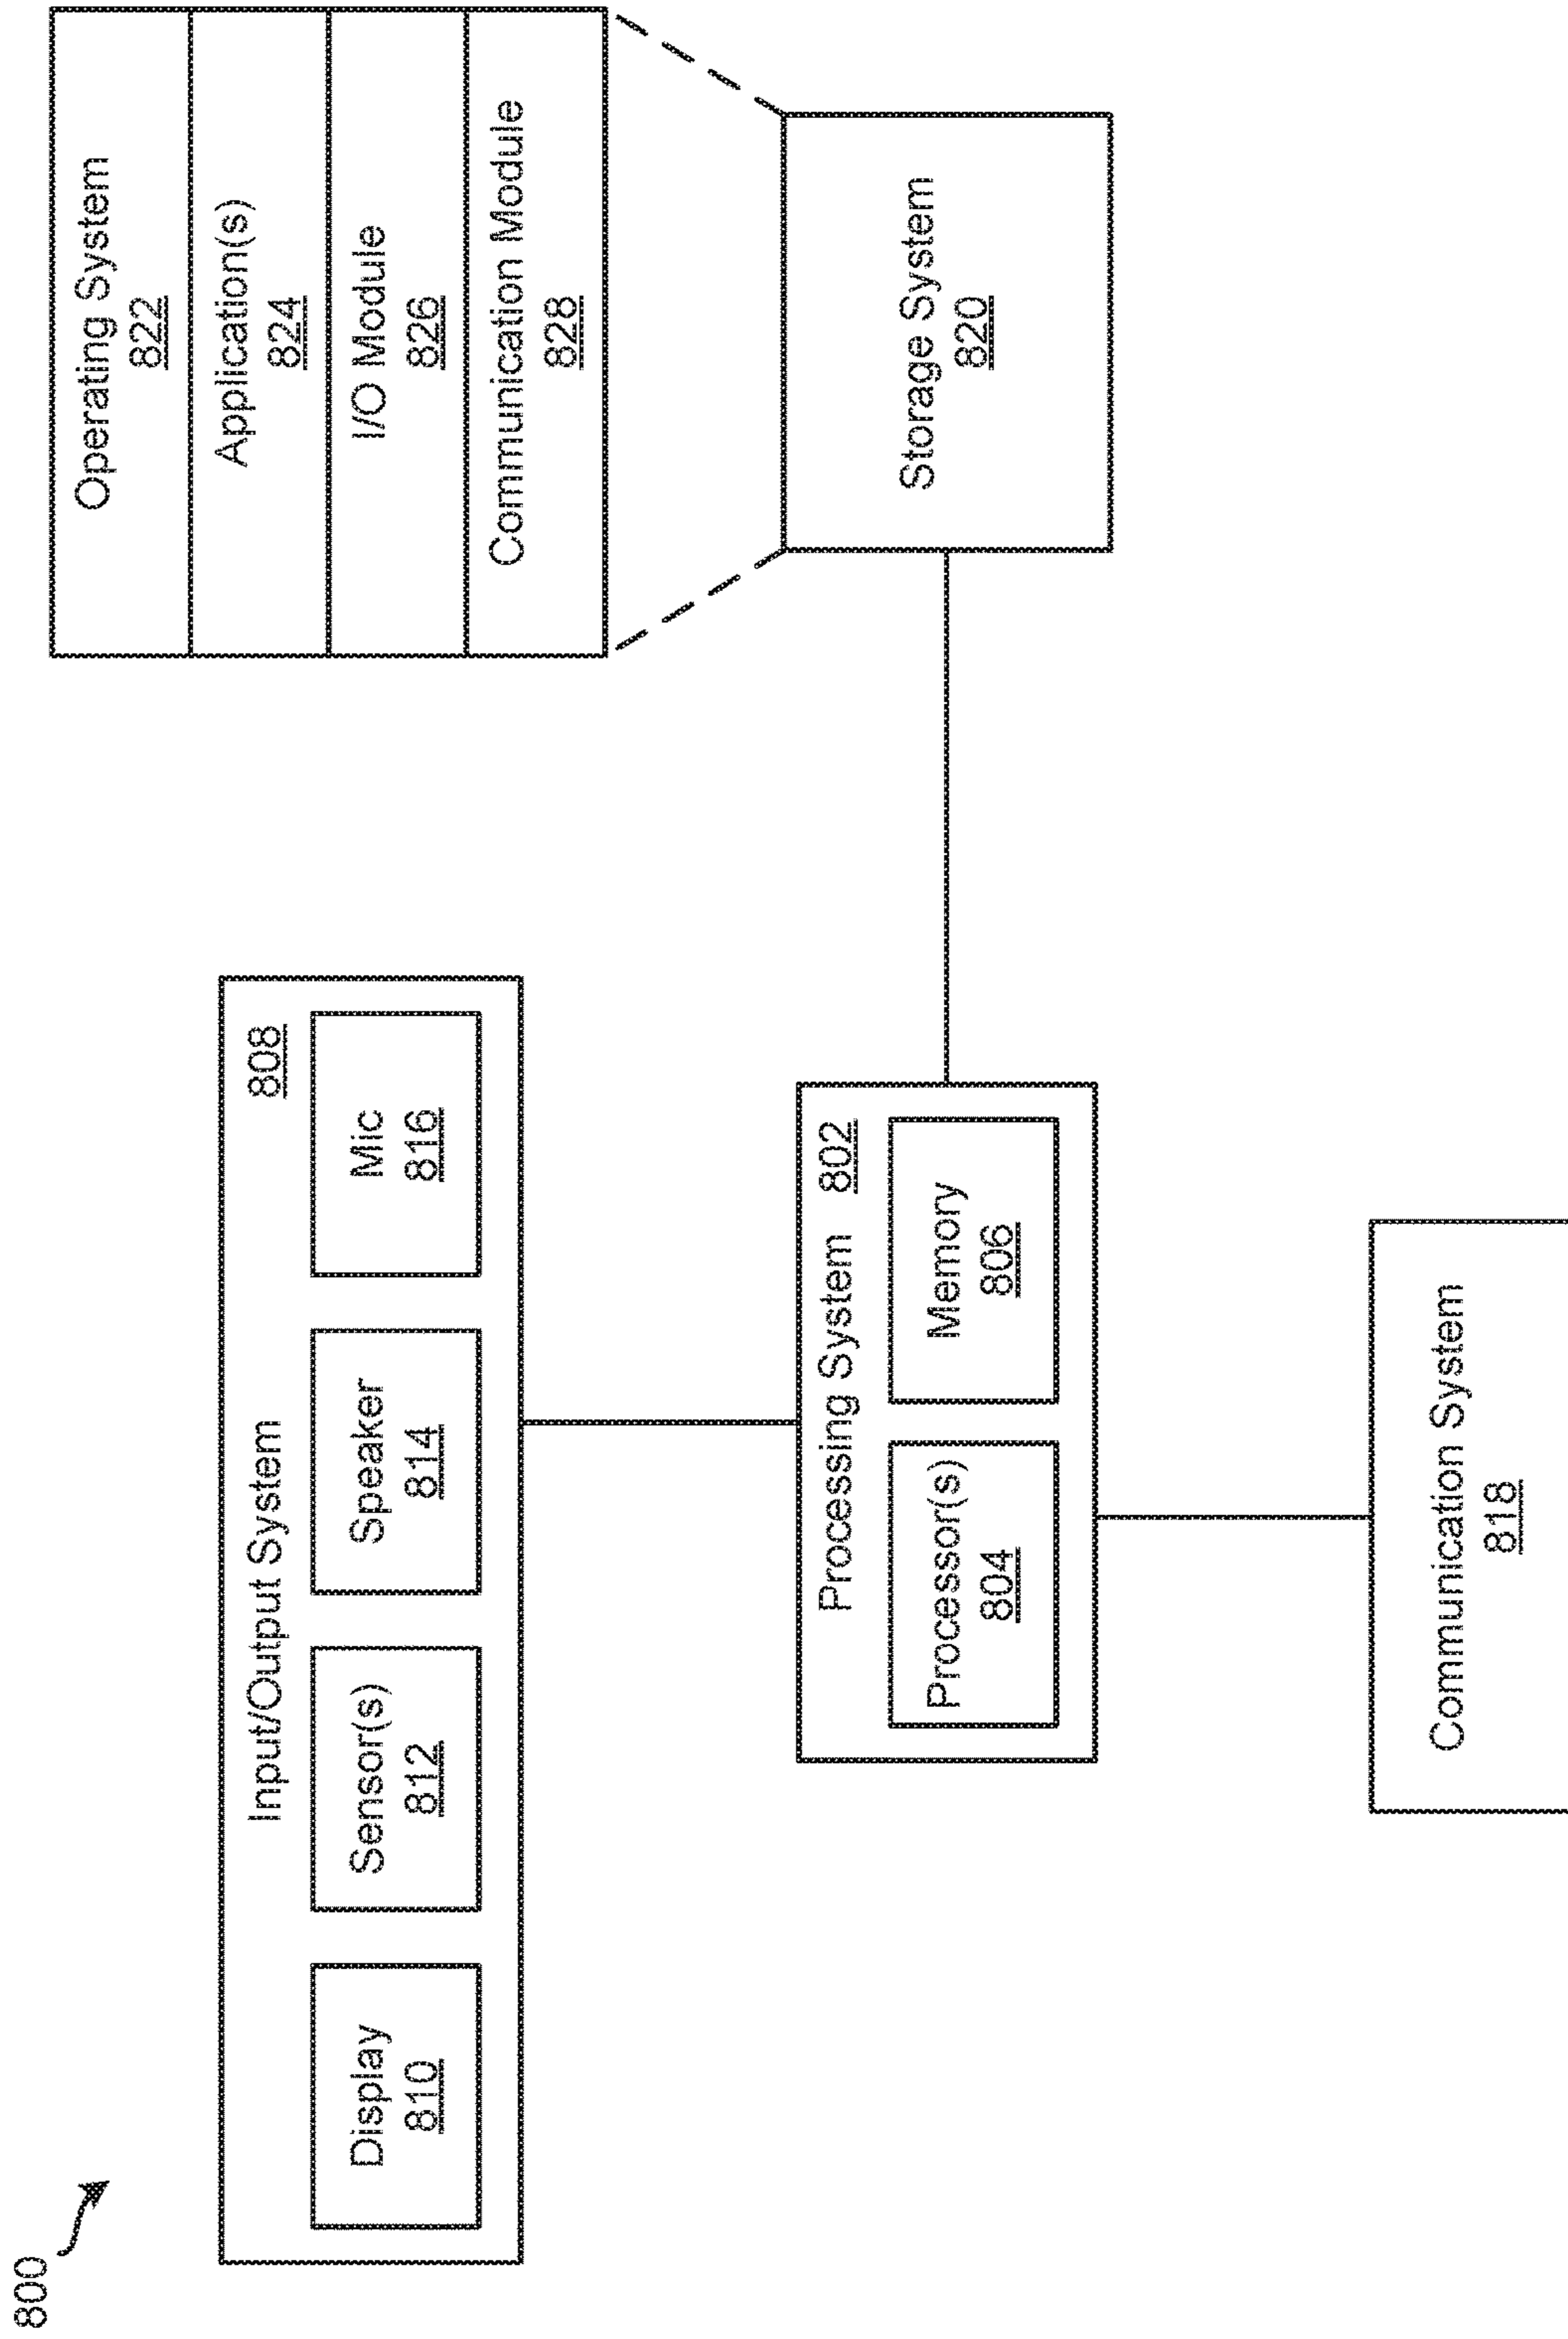 800
Input/Output System
808
Display
810
Sensor(s)
812
Speaker
814
Mic
816
Operating System
822
Application(s)
824
I/O Module
826
Communication Module
828
Processing System
802
Processor(s)
804
Memory
806
Storage System
820
Communication System
818